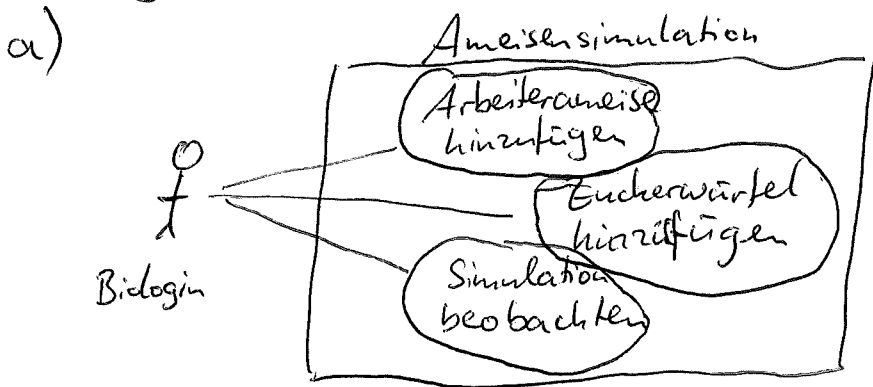 a)
Ameisensimulation
Arbeiterameise
hinzufügen
Zuckerwürfel
hinzufügen
Simulation
beobachten
Biologin